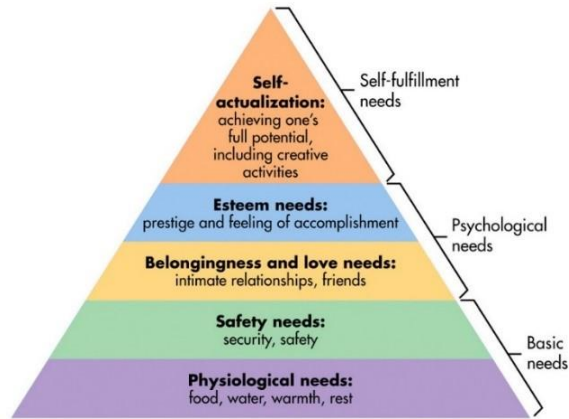 Self-
actualization:
achieving one's
full potential,
including creative
activities
Self-fulfillment
needs
Esteem needs:
prestige and feeling of accomplishment
Psychological
needs
Belongingness and love needs:
intimate relationships, friends
Safety needs:
security, safety
Basic
needs
Physiological needs:
food, water, warmth, rest